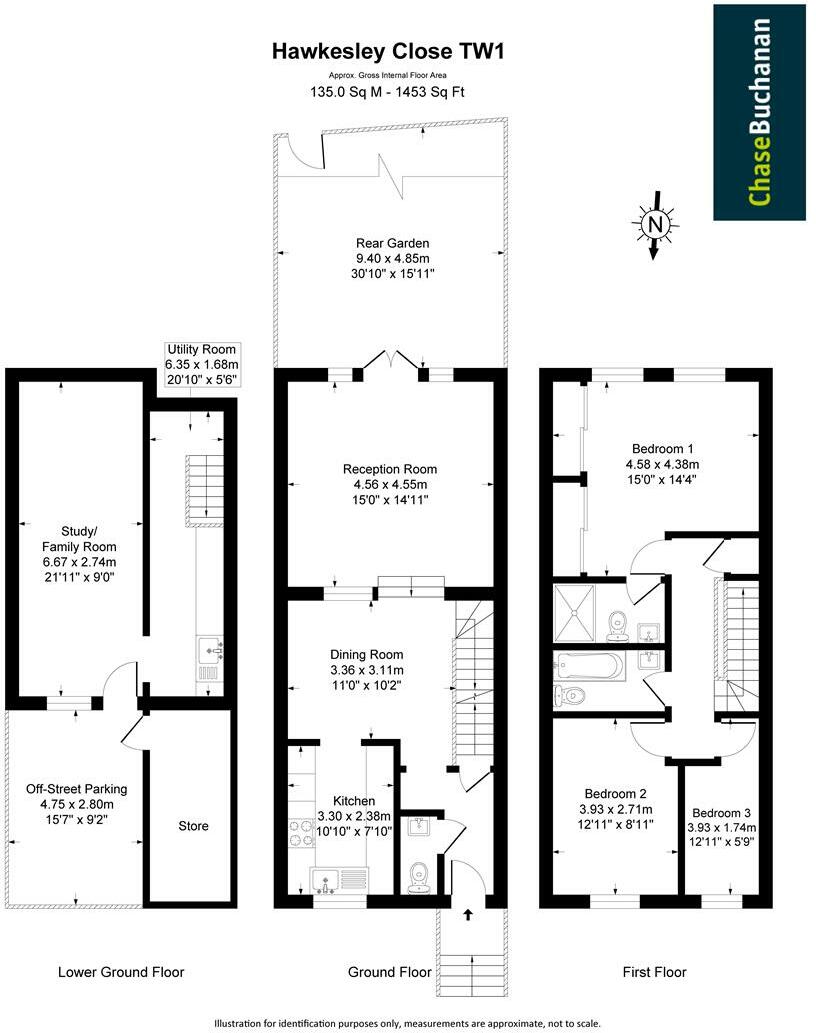 Hawkesley Close TW1
Approx. Gross Internal Floor Area
135.0 Sq M - 1453 Sq Ft
ChaseBuchanan
N
Rear Garden
9.40 x 4.85m
30'10" x 15'11"
Utility Room
6.35 x 1.68m
20'10" x 5'6"
Study/
Family Room
6.67 x 2.74m
21'11" x 9'0"
Reception Room
4.56 x 4.55m
15'0" x 14'11"
Bedroom 1
4.58 x 4.38m
15'0" x 14'4"
Dining Room
3.36 x 3.11m
11'0" x 10'2"
Off-Street Parking
4.75 x 2.80m
15'7" x 9'2"
Store
Kitchen
3.30 x 2.38m
10'10" x 7'10"
Bedroom 2
3.93 x 2.71m
12'11" x 8'11"
Bedroom 3
3.93 x 1.74m
12'11" x 5'9"
Lower Ground Floor
Ground Floor
First Floor
Illustration for identification purposes only, measurements are approximate, not to scale.